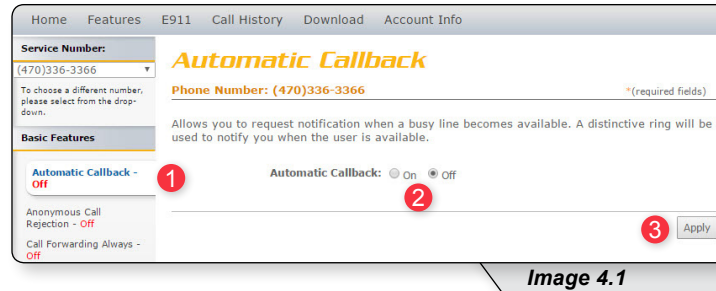 Home Features E911 Call History Download Account Info
Service Number:
(470)336-3366
To choose a different number,
please select from the drop-
down.
Basic Features
Automatic Callback -
Off
1
Anonymous Call
Rejection - Off
Call Forwarding Always -
Off
Automatic Callback
Phone Number: (470)336-3366 *(required fields)
Allows you to request notification when a busy line becomes available. A distinctive ring will be
used to notify you when the user is available.
Automatic Callback: On Off
2
3 Apply
Image 4.1